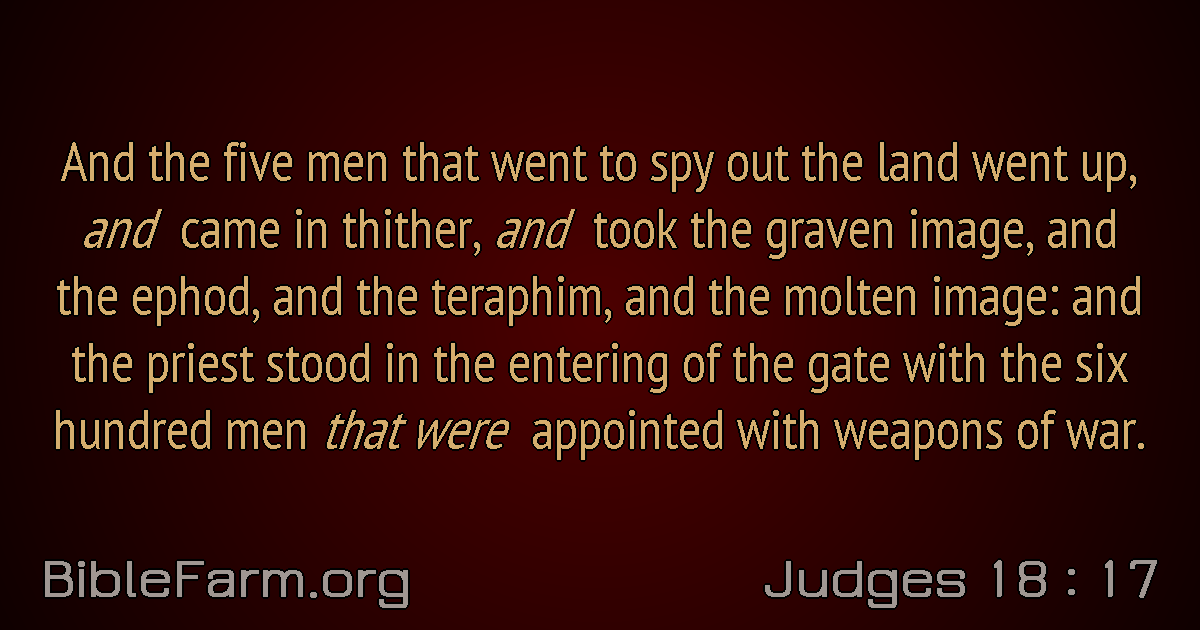 And the five men that went to spy out the land went up,
and came in thither, and took the graven image, and
the ephod, and the teraphim, and the molten image: and
the priest stood in the entering of the gate with the six
hundred men that were appointed with weapons of war.
BibleFarm.org
Judges 18 : 17